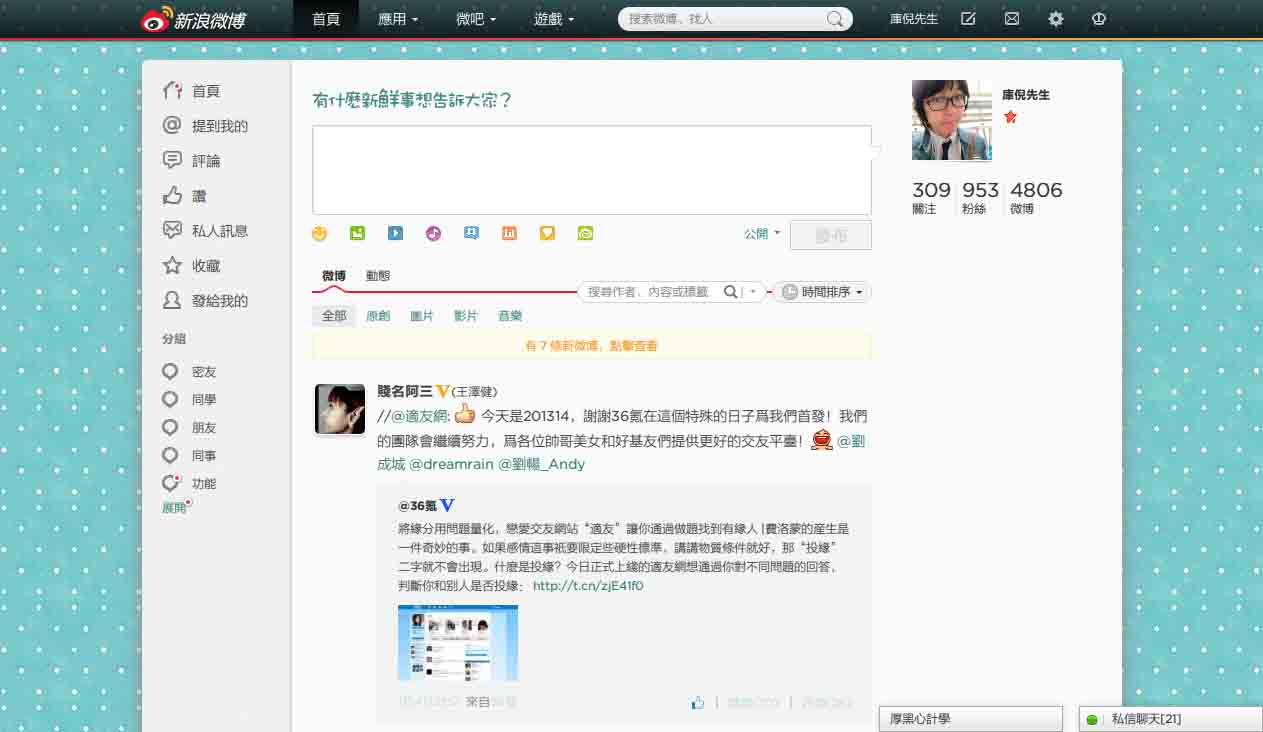 新浪微博
首頁
應用
微吧
遊戲
搜索微博、找人
庫倪先生
首頁
提到我的
評論
讚
私人訊息
收藏
發給我的
分組
密友
同學
朋友
同事
功能
展開
有什麼新鮮事想告訴大家？
公開
發布
微博 動態
搜尋作者、內容或標籤
時間排序
全部 原創 圖片 影片 音樂
有 7 條新微博，點擊查看
賤名阿三 V (王澤健)
//@適友網: 今天是201314，謝謝36氪在這個特殊的日子爲我們首發！我們
的團隊會繼續努力，爲各位帥哥美女和好基友們提供更好的交友平臺！ @劉
成城 @dreamrain @劉暢_Andy
@36氪 V
將緣分用問題量化，戀愛交友網站“適友”讓你通過做題找到有緣人 |費洛蒙的産生是
一件奇妙的事。如果感情這事衹要限定些硬性標準，講講物質條件就好，那“投緣”
二字就不會出現。什麽是投緣？今日正式上綫的適友網想通過你對不同問題的回答，
判斷你和别人是否投緣： http://t.cn/zjE41f0
來自
庫倪先生
309 953 4806
關注 粉絲 微博
厚黑心計學
私信聊天[21]